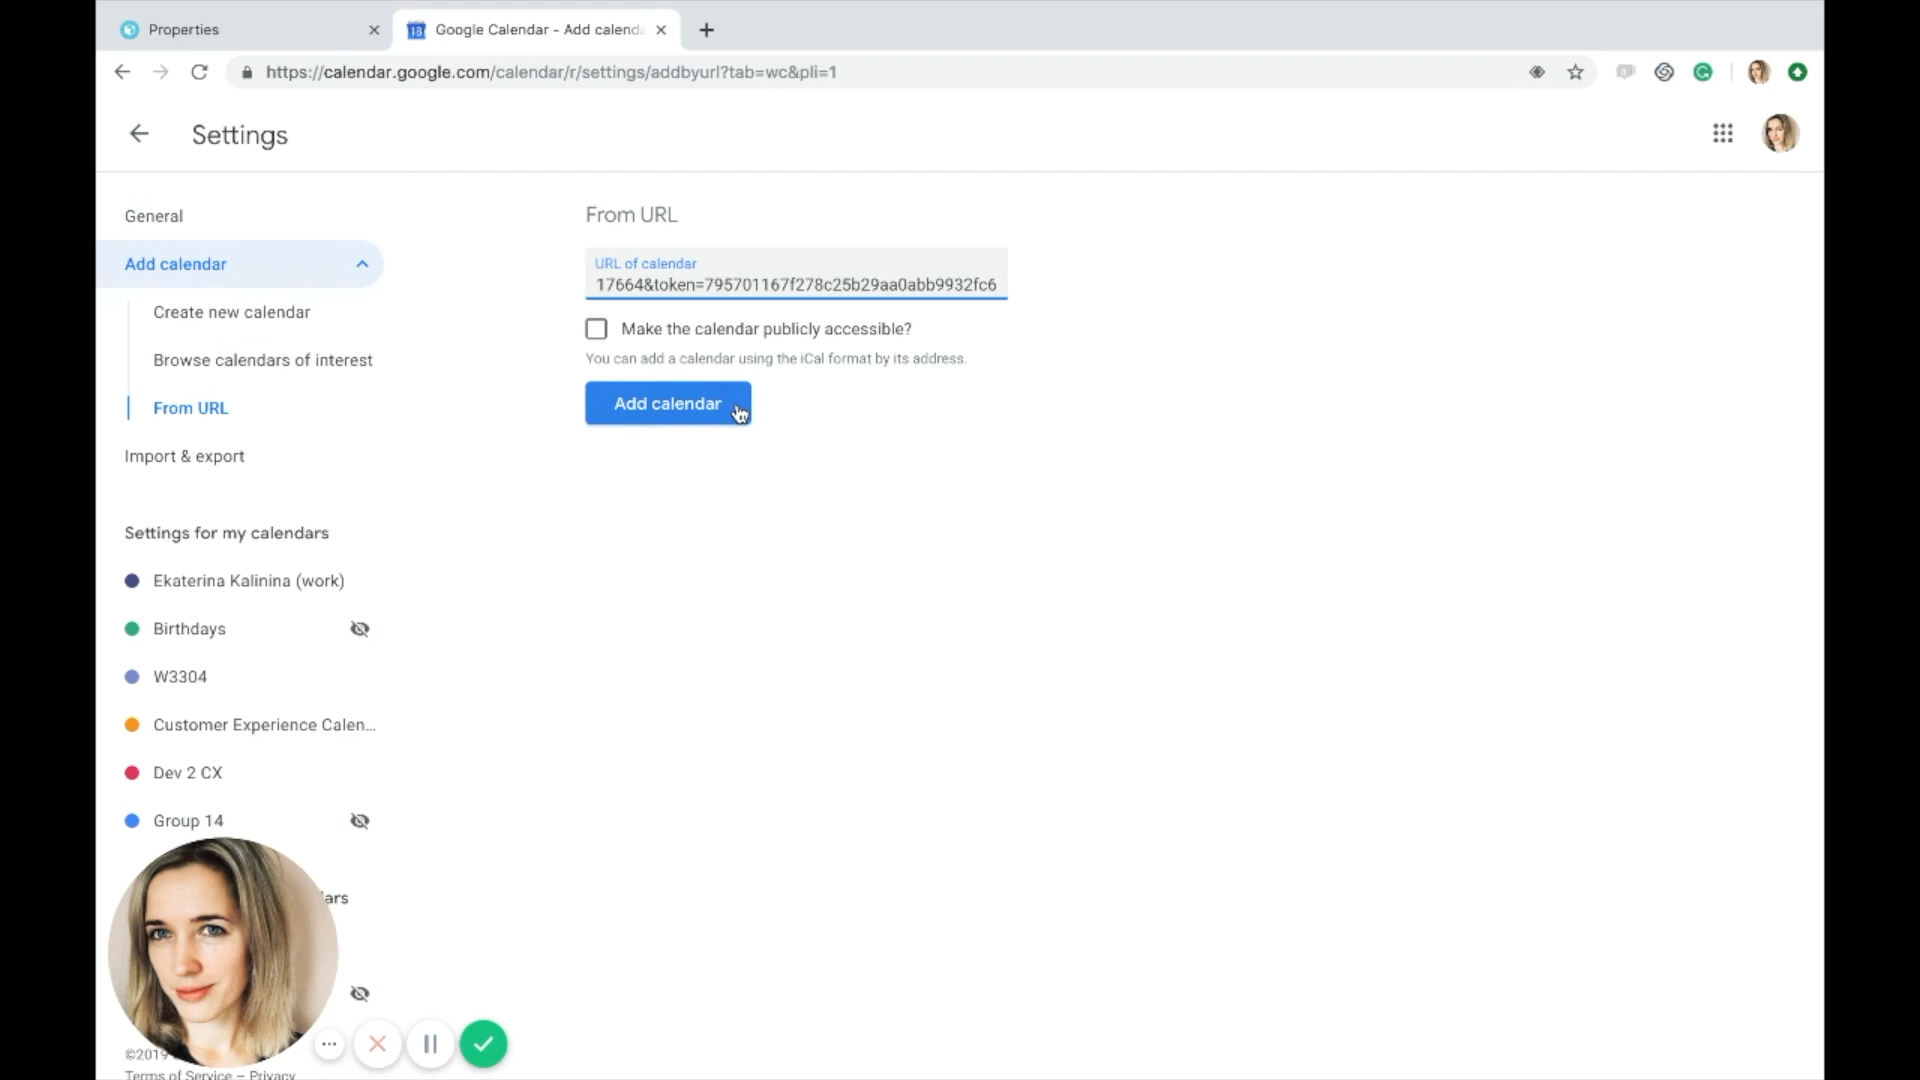 Properties
Google Calendar - Add calenda
https://calendar.google.com/calendar/r/settings/addbyurl?tab=wc&pli=1
Settings
General
Add calendar
Create new calendar
Browse calendars of interest
From URL
Import & export
Settings for my calendars
Ekaterina Kalinina (work)
Birthdays
W3304
Customer Experience Calen...
Dev 2 CX
Group 14
ars
©2019
Terms of Service – Privacy
From URL
URL of calendar
17664&token=795701167f278c25b29aa0abb9932fc6
Make the calendar publicly accessible?
You can add a calendar using the iCal format by its address.
Add calendar